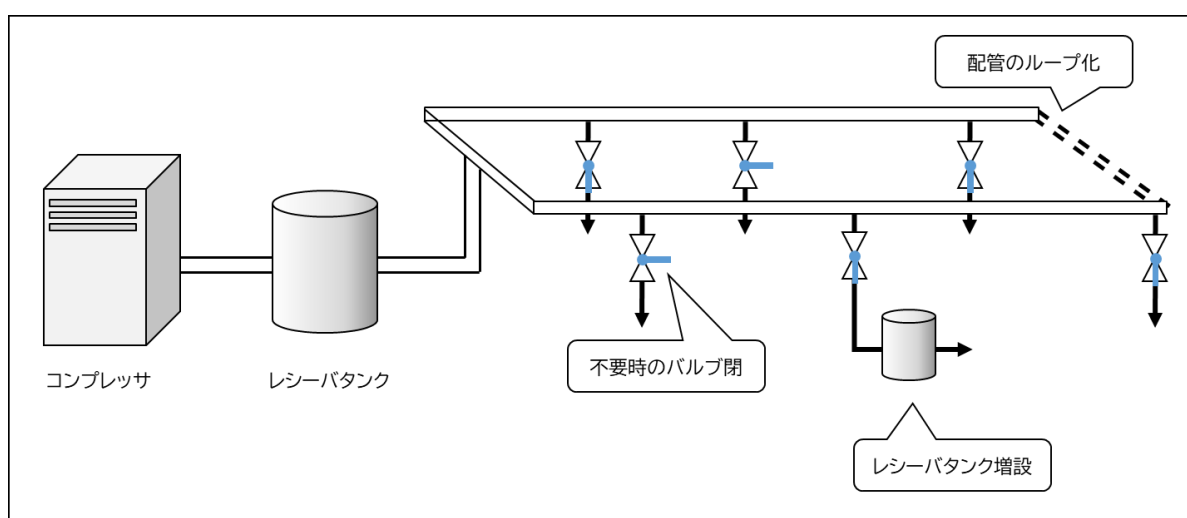 配管のループ化
コンプレッサ
レシーバタンク
不要時のバルブ閉
レシーバタンク増設